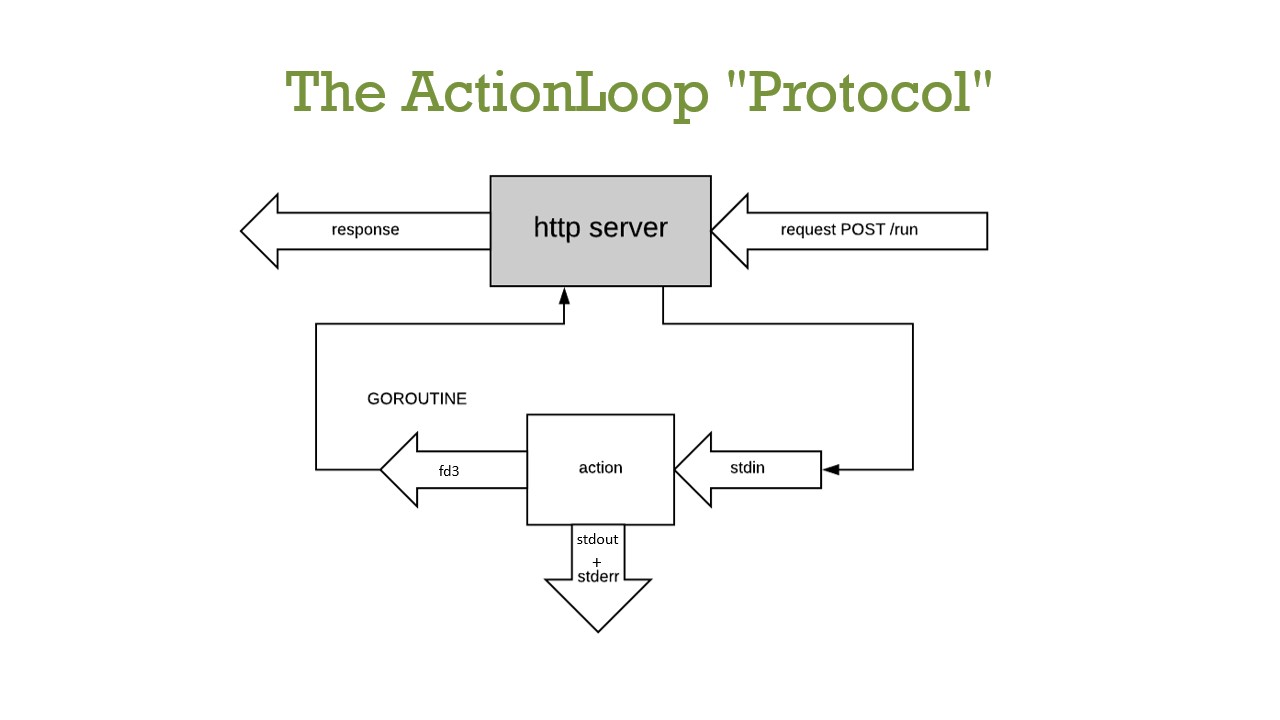 The ActionLoop "Protocol"
response
http server
request POST /run
GOROUTINE
fd3
action
stdin
stdout
+
stderr